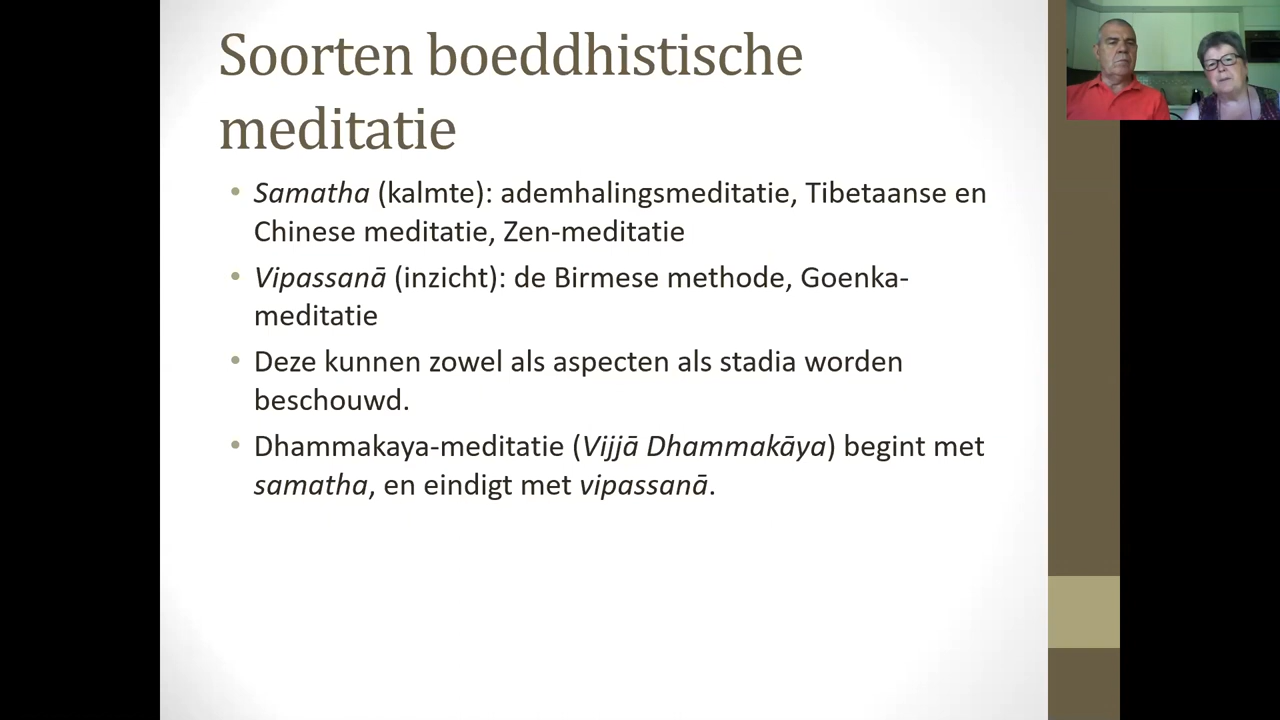 Soorten boeddhistische
meditatie
• Samatha (kalmte): ademhalingsmeditatie, Tibetaanse en
Chinese meditatie, Zen-meditatie
• Vipassanā (inzicht): de Birmese methode, Goenka-
meditatie
• Deze kunnen zowel als aspecten als stadia worden
beschouwd.
• Dhammakaya-meditatie (Vijjā Dhammakāya) begint met
samatha, en eindigt met vipassanā.